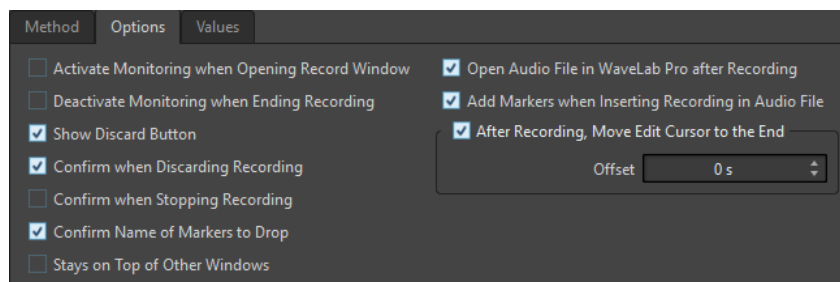 Method Options Values
Activate Monitoring when Opening Record Window
Deactivate Monitoring when Ending Recording
Show Discard Button
Confirm when Discarding Recording
Confirm when Stopping Recording
Confirm Name of Markers to Drop
Stays on Top of Other Windows
Open Audio File in WaveLab Pro after Recording
Add Markers when Inserting Recording in Audio File
After Recording, Move Edit Cursor to the End
Offset 0 s